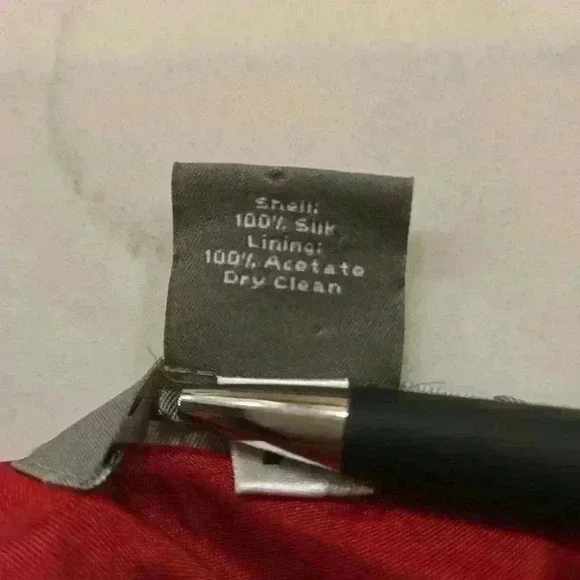 Shell:
100% Silk
Lining:
100% Acetate
Dry Clean